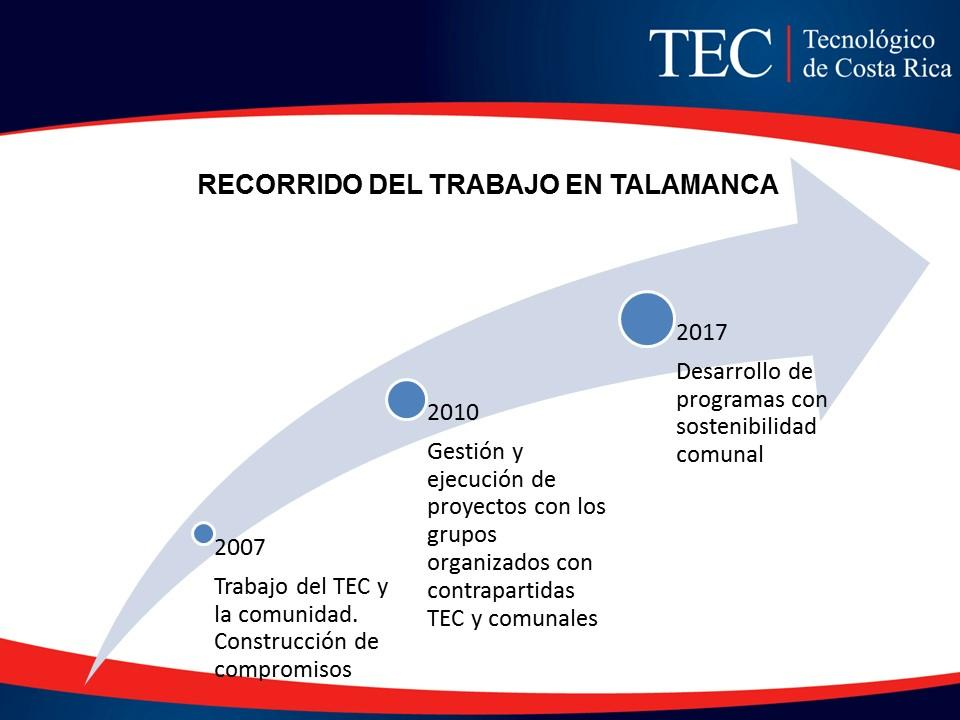 TEC
Tecnológico
de Costa Rica
RECORRIDO DEL TRABAJO EN TALAMANCA
2007
Trabajo del TEC y
la comunidad.
Construcción de
compromisos
2010
Gestión y
ejecución de
proyectos con los
grupos
organizados con
contrapartidas
TEC y comunales
2017
Desarrollo de
programas con
sostenibilidad
comunal